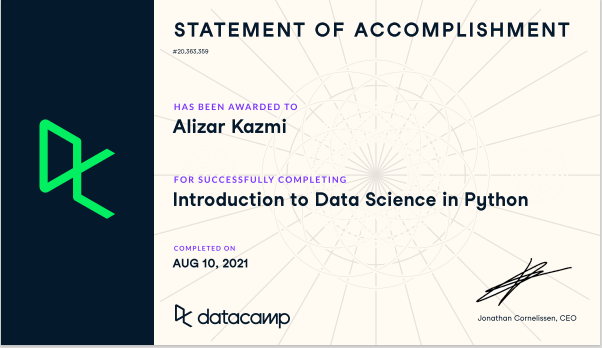 STATEMENT OF ACCOMPLISHMENT
#20,363,359
HAS BEEN AWARDED TO
Alizar Kazmi
FOR SUCCESSFULLY COMPLETING
Introduction to Data Science in Python
COMPLETED ON
AUG 10, 2021
datacamp
Jonathan Cornelissen, CEO